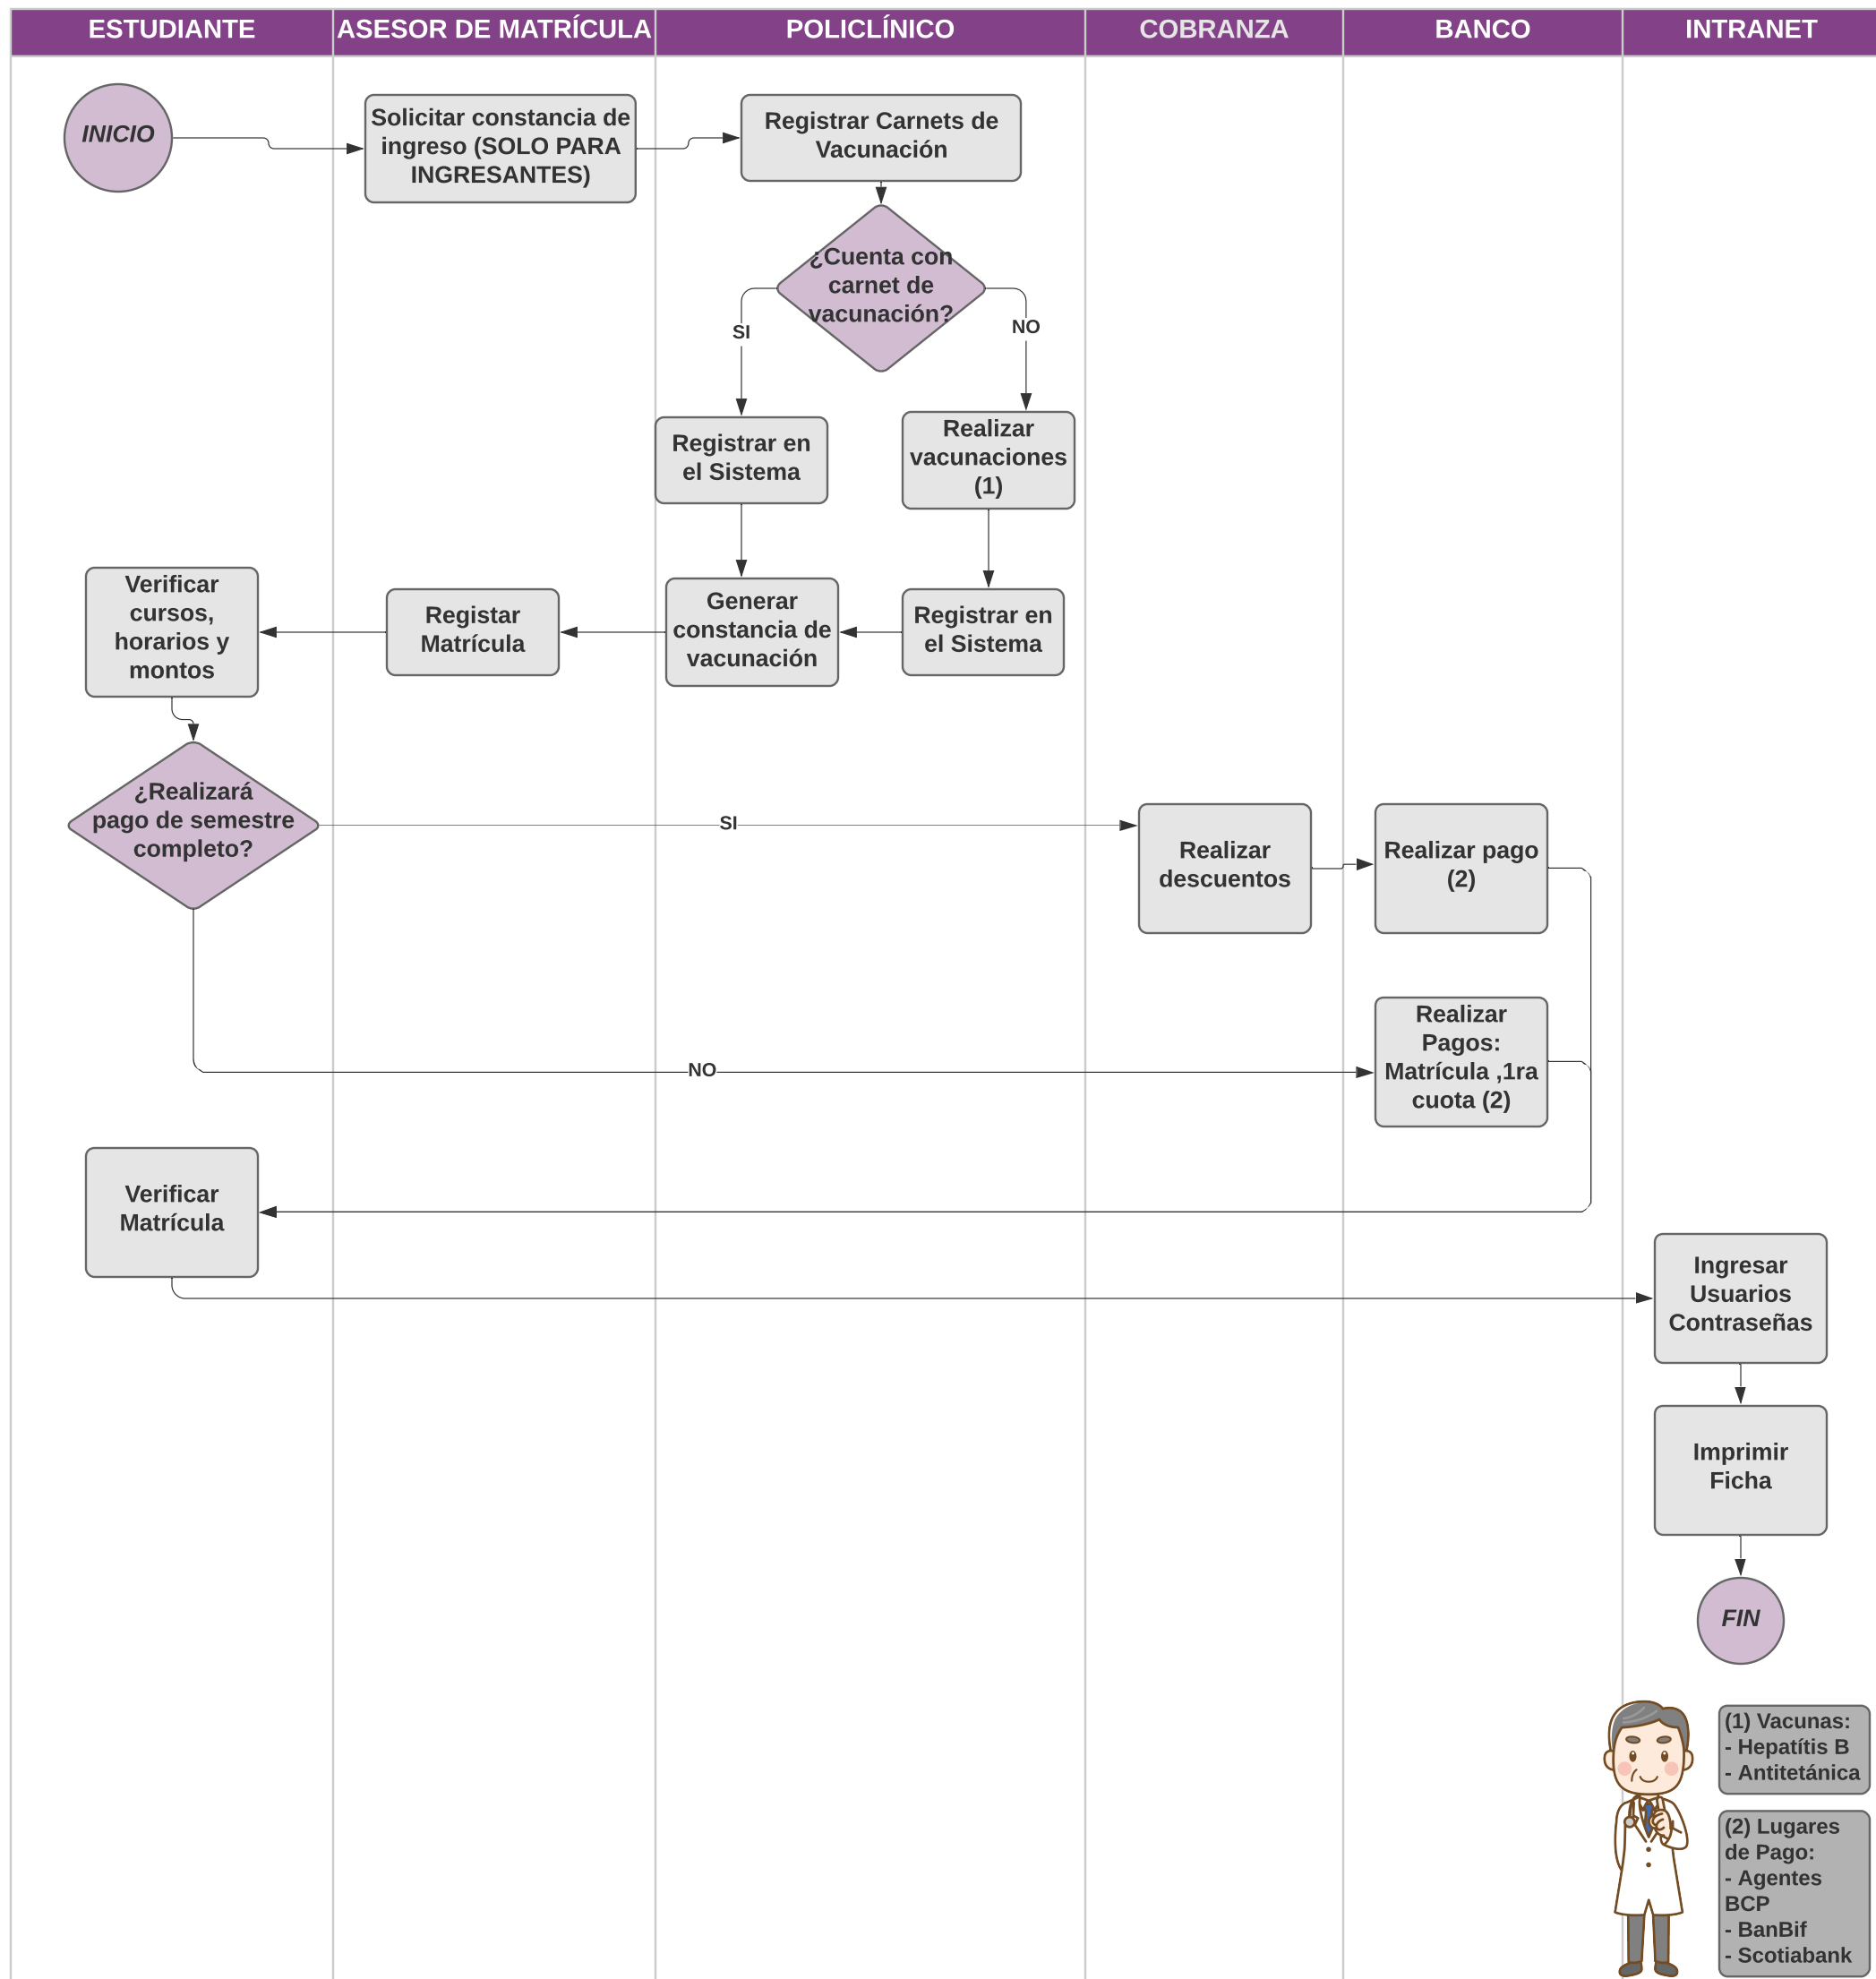 ESTUDIANTE
ASESOR DE MATRÍCULA
POLICLÍNICO
COBRANZA
BANCO
INTRANET
INICIO
Solicitar constancia de
ingreso (SOLO PARA
INGRESANTES)
Registrar Carnets de
Vacunación
¿Cuenta con
carnet de
vacunación?
SI
NO
Registrar en
el Sistema
Realizar
vacunaciones
(1)
Verificar
cursos,
horarios y
montos
Registar
Matrícula
Generar
constancia de
vacunación
Registrar en
el Sistema
¿Realizará
pago de semestre
completo?
SI
Realizar
descuentos
Realizar pago
(2)
NO
Realizar
Pagos:
Matrícula ,1ra
cuota (2)
Verificar
Matrícula
Ingresar
Usuarios
Contraseñas
Imprimir
Ficha
FIN
(1) Vacunas:
- Hepatítis B
- Antitetánica
(2) Lugares
de Pago:
- Agentes
BCP
- BanBif
- Scotiabank